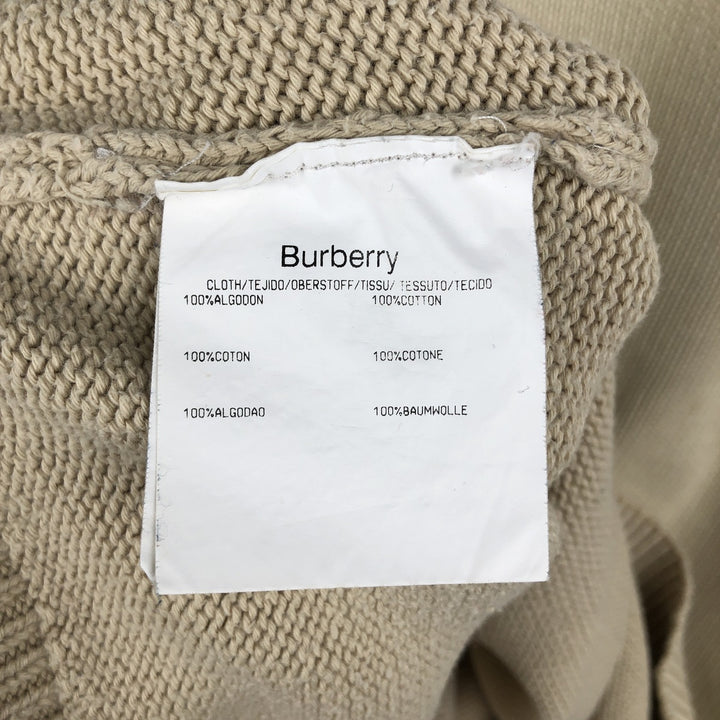 Burberry
CLOTH/TEJIDO/OBERSTOFF/TISSU/ TESSUTO/TECIDO
100%ALGODON 100%COTTON
100%COTON 100%COTONE
100%ALGODAO 100%BAUMWOLLE